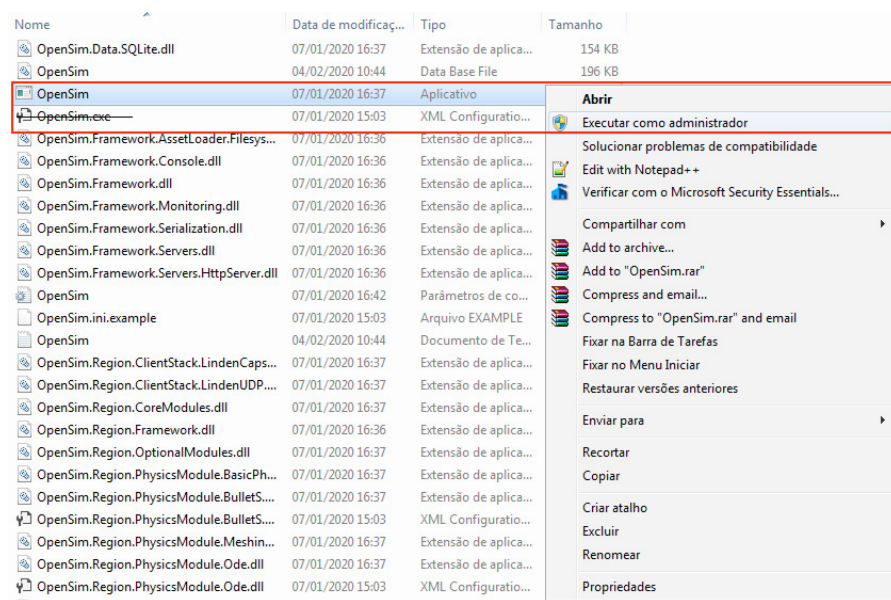 Nome Data de modificaç... Tipo Tamanho
OpenSim.Data.SQLite.dll 07/01/2020 16:37 Extensão de aplica... 154 KB
OpenSim 04/02/2020 10:44 Data Base File 196 KB
OpenSim 07/01/2020 16:37 Aplicativo
OpenSim.exe 07/01/2020 15:03 XML Configuratio...
OpenSim.Framework.AssetLoader.Filesys... 07/01/2020 16:36 Extensão de aplica...
OpenSim.Framework.Console.dll 07/01/2020 16:36 Extensão de aplica...
OpenSim.Framework.dll 07/01/2020 16:36 Extensão de aplica...
OpenSim.Framework.Monitoring.dll 07/01/2020 16:36 Extensão de aplica...
OpenSim.Framework.Serialization.dll 07/01/2020 16:36 Extensão de aplica...
OpenSim.Framework.Servers.dll 07/01/2020 16:36 Extensão de aplica...
OpenSim.Framework.Servers.HttpServer.dll 07/01/2020 16:36 Extensão de aplica...
OpenSim 07/01/2020 16:42 Parâmetros de co...
OpenSim.ini.example 07/01/2020 15:03 Arquivo EXAMPLE
OpenSim 04/02/2020 10:44 Documento de Te...
OpenSim.Region.ClientStack.LindenCaps... 07/01/2020 16:37 Extensão de aplica...
OpenSim.Region.ClientStack.LindenUDP.... 07/01/2020 16:37 Extensão de aplica...
OpenSim.Region.CoreModules.dll 07/01/2020 16:37 Extensão de aplica...
OpenSim.Region.Framework.dll 07/01/2020 16:36 Extensão de aplica...
OpenSim.Region.OptionalModules.dll 07/01/2020 16:37 Extensão de aplica...
OpenSim.Region.PhysicsModule.BasicPh... 07/01/2020 16:37 Extensão de aplica...
OpenSim.Region.PhysicsModule.BulletS.... 07/01/2020 16:37 Extensão de aplica...
OpenSim.Region.PhysicsModule.BulletS.... 07/01/2020 15:03 XML Configuratio...
OpenSim.Region.PhysicsModule.Meshin... 07/01/2020 16:37 Extensão de aplica...
OpenSim.Region.PhysicsModule.Ode.dll 07/01/2020 16:37 Extensão de aplica...
OpenSim.Region.PhysicsModule.Ode.dll 07/01/2020 15:03 XML Configuratio...
Abrir
Executar como administrador
Solucionar problemas de compatibilidade
Edit with Notepad++
Verificar com o Microsoft Security Essentials...
Compartilhar com
Add to archive...
Add to "OpenSim.rar"
Compress and email...
Compress to "OpenSim.rar" and email
Fixar na Barra de Tarefas
Fixar no Menu Iniciar
Restaurar versões anteriores
Enviar para
Recortar
Copiar
Criar atalho
Excluir
Renomear
Propriedades